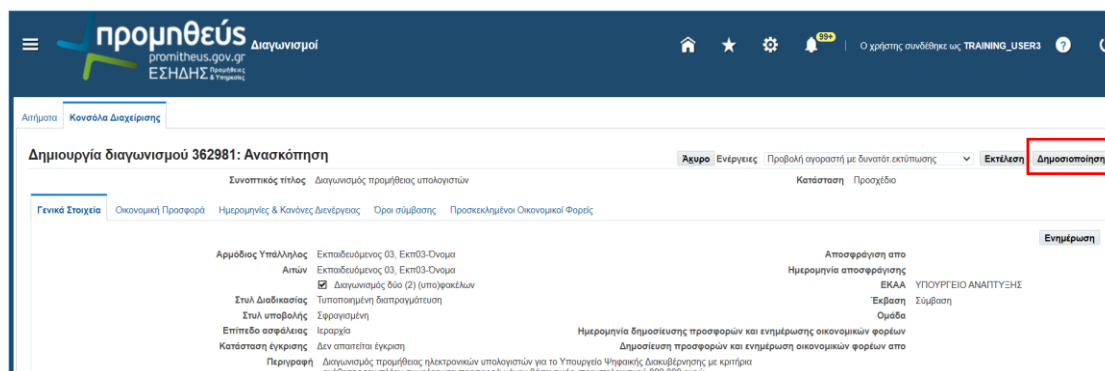 προμηθεύς
promitheus.gov.gr
ΕΣΗΔΗΣ Προμήθειες & Υπηρεσίες
Διαγωνισμοί
99+
Ο χρήστης συνδέθηκε ως TRAINING_USER3 ?
Αιτήματα Κονσόλα Διαχείρισης
Δημιουργία διαγωνισμού 362981: Ανασκόπηση
Άκυρο Ενέργειες Προβολή αγοραστή με δυνατότ.εκτύπωσης Εκτέλεση Δημοσιοποίηση
Συνοπτικός τίτλος Διαγωνισμός προμήθειας υπολογιστών Κατάσταση Προσχέδιο
Γενικά Στοιχεία Οικονομική Προσφορά Ημερομηνίες & Κανόνες Διενέργειας Όροι σύμβασης Προσκεκλημένοι Οικονομικοί Φορείς
Ενημέρωση
Αρμόδιος Υπάλληλος Εκπαιδευόμενος 03, Εκπ03-Όνομα Αποσφράγιση απο
Αιτών Εκπαιδευόμενος 03, Εκπ03-Όνομα Ημερομηνία αποσφράγισης
Διαγωνισμός δύο (2) (υπο)φακέλων ΕΚΑΑ ΥΠΟΥΡΓΕΙΟ ΑΝΑΠΤΥΞΗΣ
Στυλ Διαδικασίας Τυποποιημένη διαπραγμάτευση Έκβαση Σύμβαση
Στυλ υποβολής Σφραγισμένη Ομάδα
Επίπεδο ασφάλειας Ιεραρχία Ημερομηνία δημοσίευσης προσφορών και ενημέρωσης οικονομικών φορέων
Κατάσταση έγκρισης Δεν απαιτείται έγκριση Δημοσίευση προσφορών και ενημέρωση οικονομικών φορέων απο
Περιγραφή Διαγωνισμός προμήθειας ηλεκτρονικών υπολογιστών για το Υπουργείο Ψηφιακής Διακυβέρνησης με κριτήρια